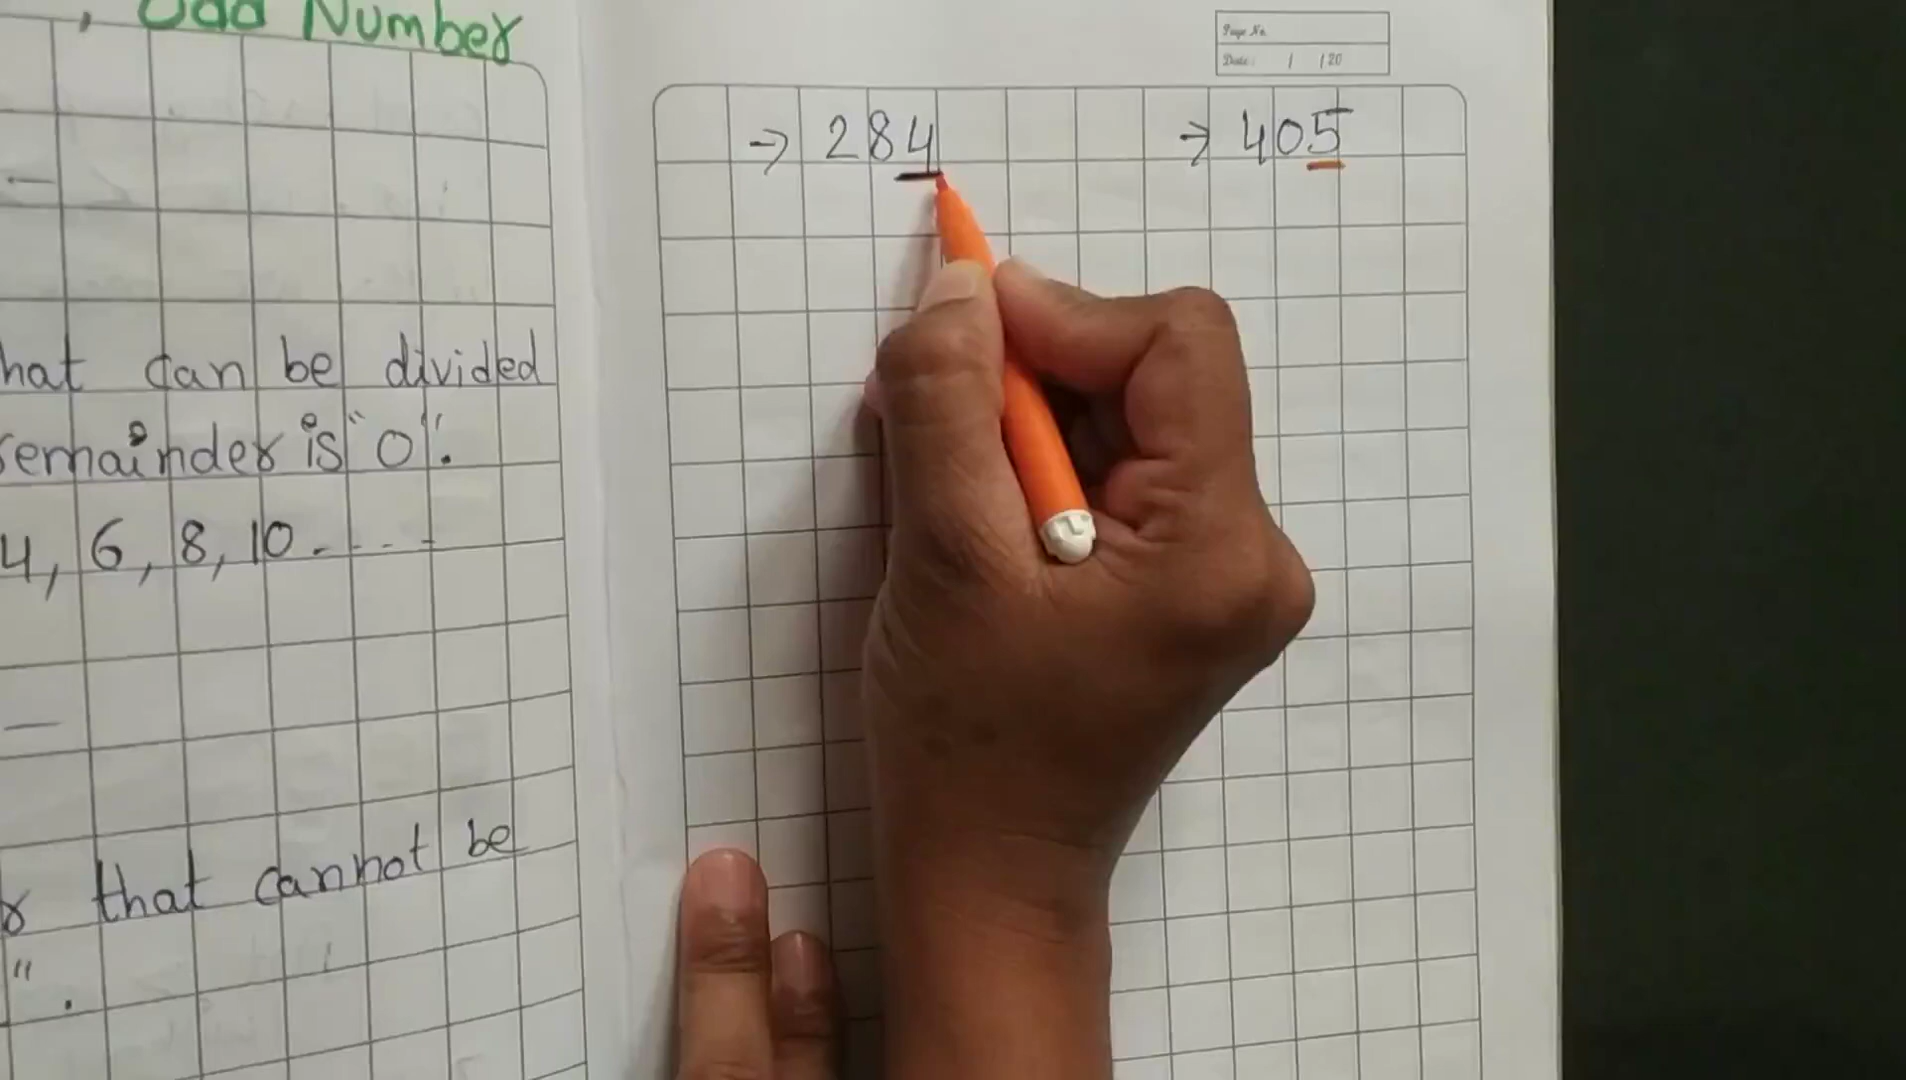 , Odd Number
—
hat can be divided
remainder is "0".
4, 6, 8, 10 - - - -
—
that cannot be
".
Page No.
Date: / /20
→ 284 → 405